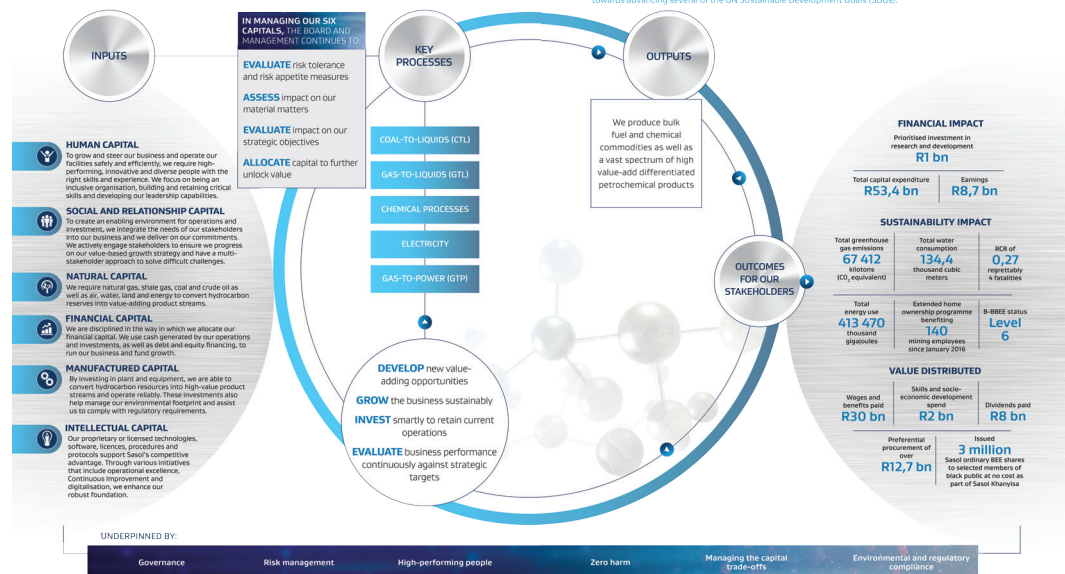 towards advancing several of the UN Sustainable Development Goals (SDGs).
INPUTS
IN MANAGING OUR SIX
CAPITALS, THE BOARD AND
MANAGEMENT CONTINUES TO:
EVALUATE risk tolerance
and risk appetite measures
ASSESS impact on our
material matters
EVALUATE impact on our
strategic objectives
ALLOCATE capital to further
unlock value
KEY
PROCESSES
COAL-TO-LIQUIDS (CTL)
GAS-TO-LIQUIDS (GTL)
CHEMICAL PROCESSES
ELECTRICITY
GAS-TO-POWER (GTP)
DEVELOP new value-
adding opportunities
GROW the business sustainably
INVEST smartly to retain current
operations
EVALUATE business performance
continuously against strategic
targets
OUTPUTS
We produce bulk
fuel and chemical
commodities as well as
a vast spectrum of high
value-add differentiated
petrochemical products
OUTCOMES
FOR OUR
STAKEHOLDERS
HUMAN CAPITAL
To grow and steer our business and operate our
facilities safely and efficiently, we require high-
performing, innovative and diverse people with the
right skills and experience. We focus on being an
inclusive organisation, building and retaining critical
skills and developing our leadership capabilities.
SOCIAL AND RELATIONSHIP CAPITAL
To create an enabling environment for operations and
investment, we integrate the needs of our stakeholders
into our business and we deliver on our commitments.
We actively engage stakeholders to ensure we progress
on our value-based growth strategy and have a multi-
stakeholder approach to solve difficult challenges.
NATURAL CAPITAL
We require natural gas, shale gas, coal and crude oil as
well as air, water, land and energy to convert hydrocarbon
reserves into value-adding product streams.
FINANCIAL CAPITAL
We are disciplined in the way in which we allocate our
financial capital. We use cash generated by our operations
and investments, as well as debt and equity financing, to
run our business and fund growth.
MANUFACTURED CAPITAL
By investing in plant and equipment, we are able to
convert hydrocarbon resources into high-value product
streams and operate reliably. These investments also
help manage our environmental footprint and assist
us to comply with regulatory requirements.
INTELLECTUAL CAPITAL
Our proprietary or licensed technologies,
software, licences, procedures and
protocols support Sasol's competitive
advantage. Through various initiatives
that include operational excellence,
Continuous Improvement and
digitalisation, we enhance our
robust foundation.
FINANCIAL IMPACT
Prioritised investment in
research and development
R1 bn
Total capital expenditure
R53,4 bn
Earnings
R8,7 bn
SUSTAINABILITY IMPACT
Total greenhouse
gas emissions
67 412
kilotons
(CO₂ equivalent)
Total water
consumption
134,4
thousand cubic
meters
RCR of
0,27
regrettably
4 fatalities
Total
energy use
413 470
thousand
gigajoules
Extended home
ownership programme
benefiting
140
mining employees
since January 2016
B-BBEE status
Level
6
VALUE DISTRIBUTED
Wages and
benefits paid
R30 bn
Skills and socio-
economic development
spend
R2 bn
Dividends paid
R8 bn
Preferential
procurement of
over
R12,7 bn
Issued
3 million
Sasol ordinary BEE shares
to selected members of
black public at no cost as
part of Sasol Khanyisa
UNDERPINNED BY:
Governance
Risk management
High-performing people
Zero harm
Managing the capital
trade-offs
Environmental and regulatory
compliance